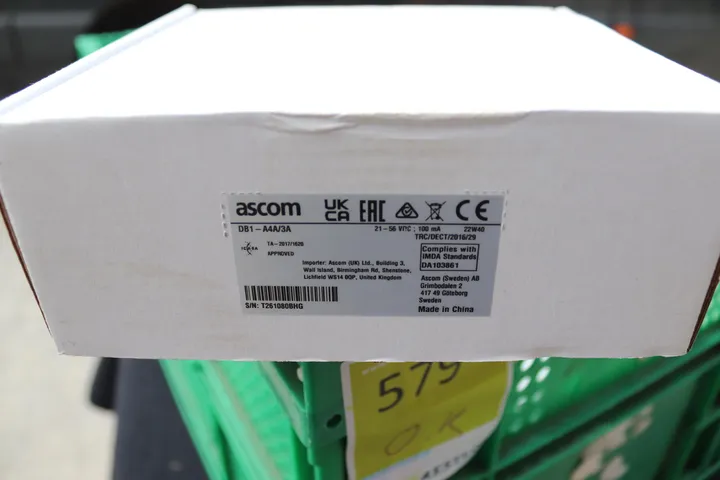 ascom UK CA EAC CE
DB1-A4A/3A 21-56 V/TC ; 100 mA 22W40
TRC/DECT/2016/29
TA-2017/1626
APPROVED
Complies with
IMDA Standards
DA103861
Importer: Ascom (UK) Ltd., Building 3,
Wall Island, Birmingham Rd, Shenstone,
Lichfield WS14 0QP, United Kingdom
Ascom (Sweden) AB
Grimbodalen 2
417 49 Göteborg
Sweden
S/N: T261080BHG
Made in China
579
OK